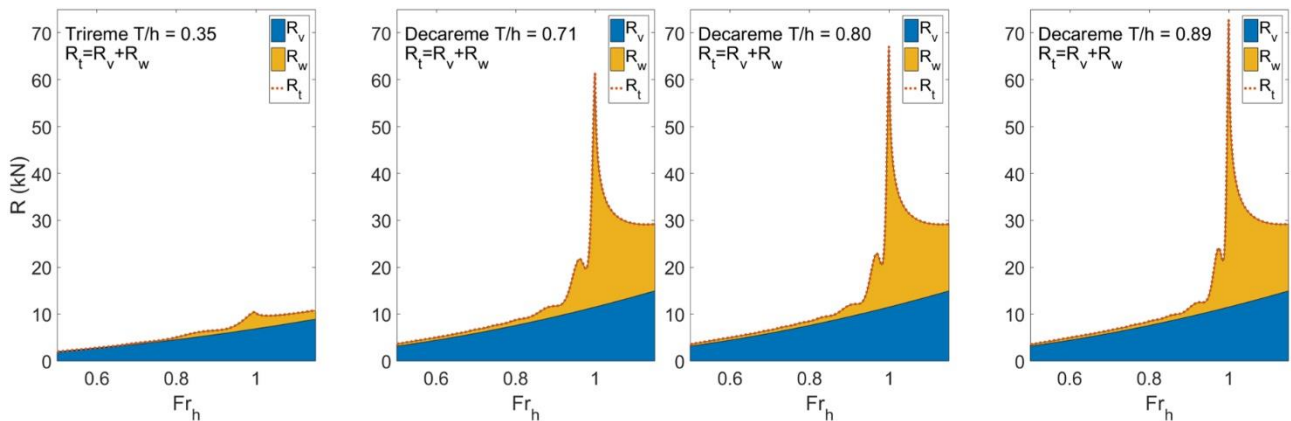 Trireme T/h = 0.35
R_t=R_v+R_w
R_v
R_w
R_t
70
60
50
40
30
20
10
0
R (kN)
0.6 0.8 1
Fr_h
Decareme T/h = 0.71
R_t=R_v+R_w
R_v
R_w
R_t
70
60
50
40
30
20
10
0
0.6 0.8 1
Fr_h
Decareme T/h = 0.80
R_t=R_v+R_w
R_v
R_w
R_t
70
60
50
40
30
20
10
0
0.6 0.8 1
Fr_h
Decareme T/h = 0.89
R_t=R_v+R_w
R_v
R_w
R_t
70
60
50
40
30
20
10
0
0.6 0.8 1
Fr_h